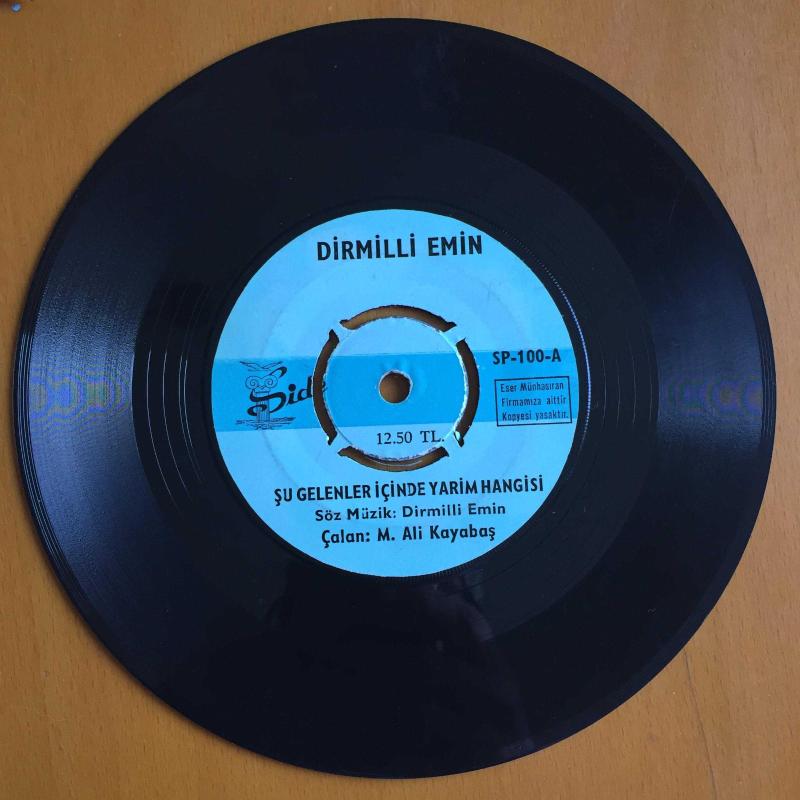 DİRMİLLİ EMİN
SP-100-A
Side
Eser Münhasıran
Firmamıza aittir
Kopyesi yasaktır.
12.50 TL.
ŞU GELENLER İÇİNDE YARİM HANGİSİ
Söz Müzik: Dirmilli Emin
Çalan: M. Ali Kayabaş